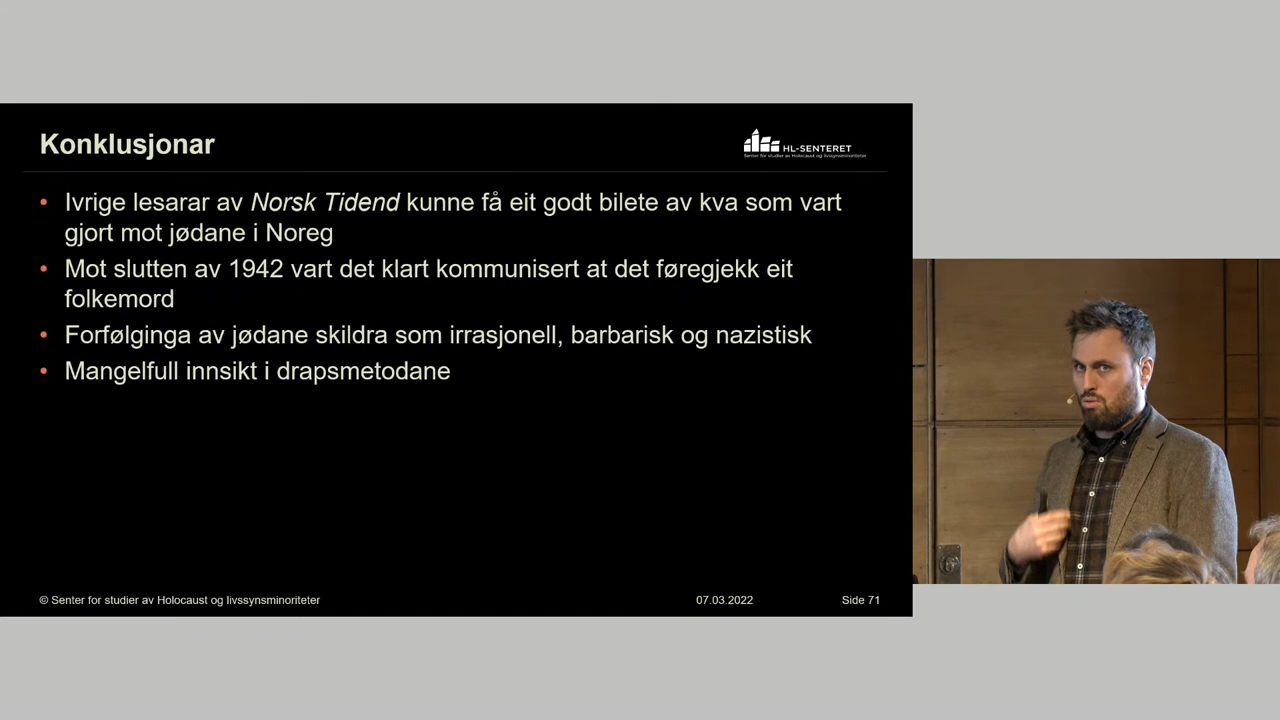 Konklusjonar
HL-SENTERET
Senter for studier av Holocaust og livssynsminoriteter
• Ivrige lesarar av Norsk Tidend kunne få eit godt bilete av kva som vart
gjort mot jødane i Noreg
• Mot slutten av 1942 vart det klart kommunisert at det føregjekk eit
folkemord
• Forfølginga av jødane skildra som irrasjonell, barbarisk og nazistisk
• Mangelfull innsikt i drapsmetodane
© Senter for studier av Holocaust og livssynsminoriteter
07.03.2022
Side 71